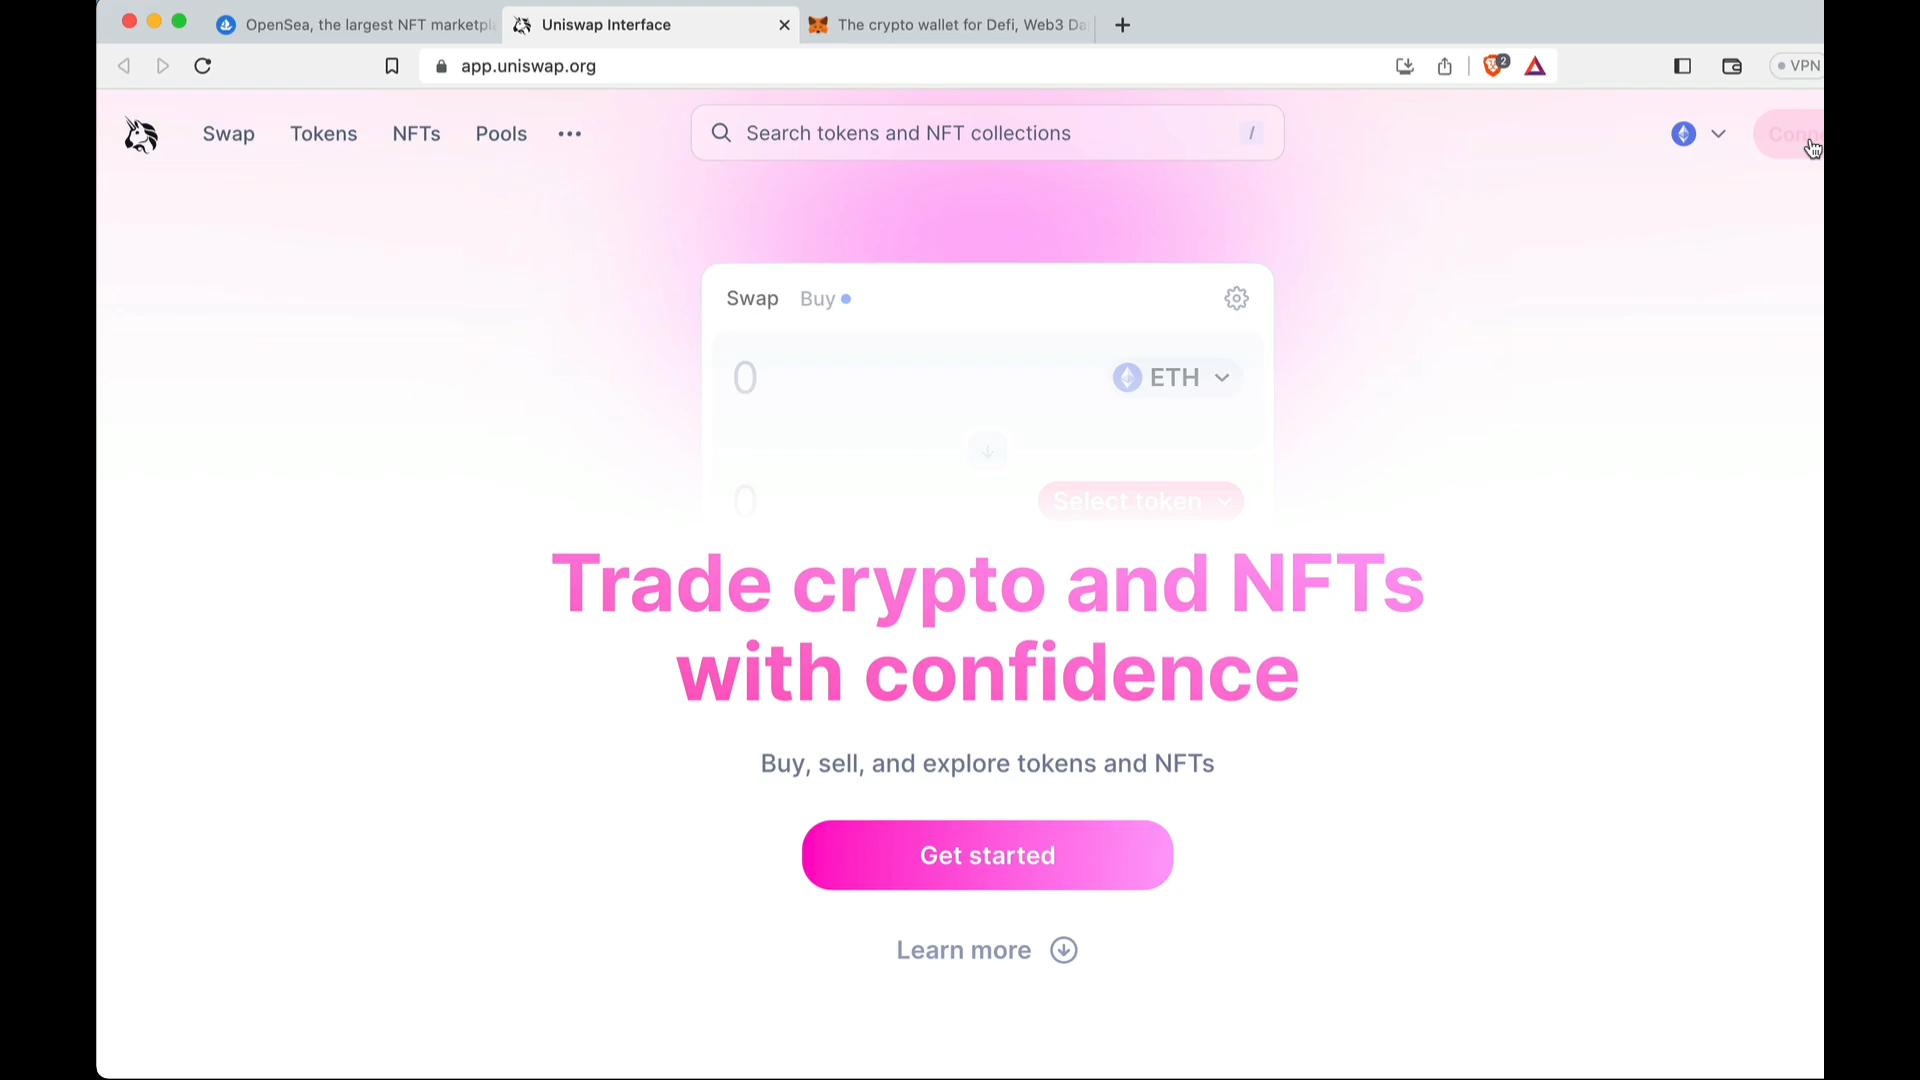 OpenSea, the largest NFT marketpl
Uniswap Interface
The crypto wallet for Defi, Web3 Da
app.uniswap.org
2
VPN
Swap Tokens NFTs Pools
Search tokens and NFT collections /
Conne
Swap Buy
0 ETH
0 Select token
Trade crypto and NFTs
with confidence
Buy, sell, and explore tokens and NFTs
Get started
Learn more